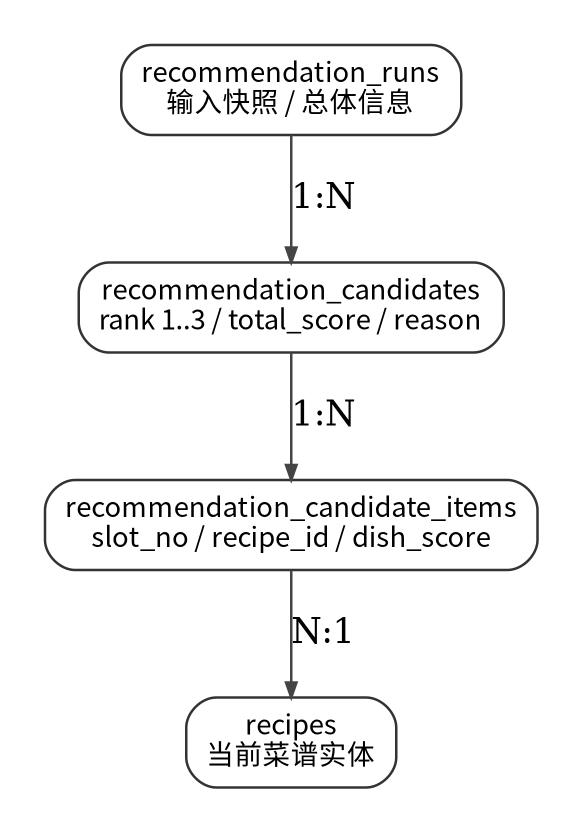 recommendation_runs
输入快照 / 总体信息
1:N
recommendation_candidates
rank 1..3 / total_score / reason
1:N
recommendation_candidate_items
slot_no / recipe_id / dish_score
N:1
recipes
当前菜谱实体